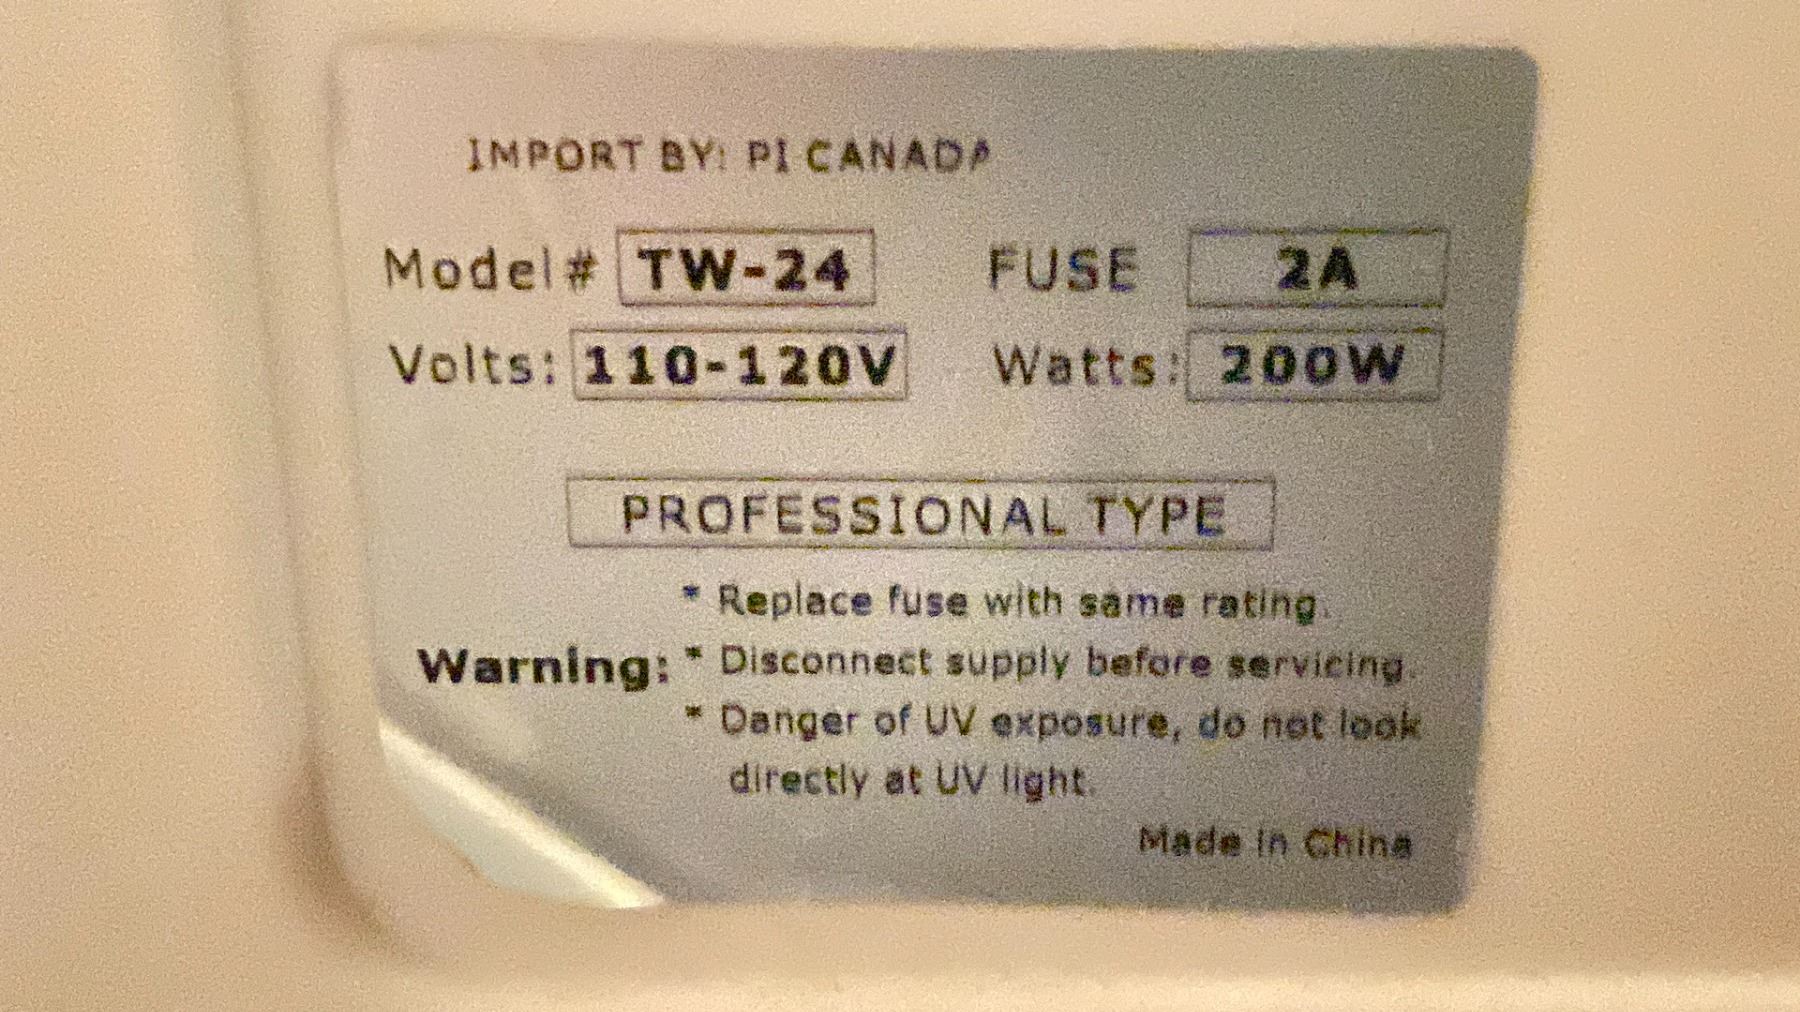 IMPORT BY: PI CANADA
Model# TW-24 FUSE 2A
Volts: 110-120V Watts: 200W
PROFESSIONAL TYPE
* Replace fuse with same rating.
Warning: * Disconnect supply before servicing.
* Danger of UV exposure, do not look
directly at UV light.
Made in China